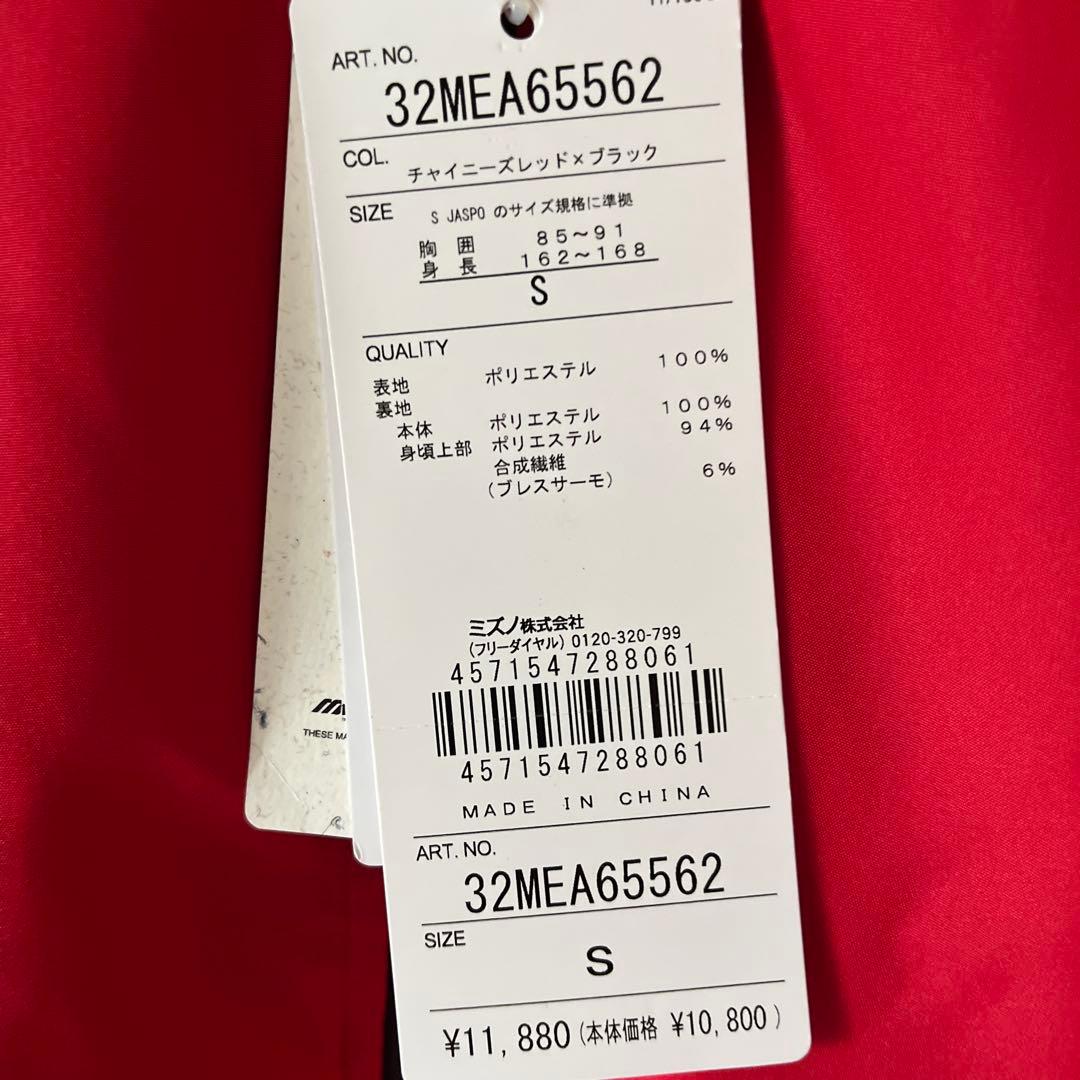 ART. NO.
32MEA65562
COL. チャイニーズレッド×ブラック
SIZE S JASPO のサイズ規格に準拠
胸 囲 85〜91
身 長 162〜168
S
QUALITY
表地 ポリエステル 100%
裏地
本体 ポリエステル 100%
身頃上部 ポリエステル 94%
合成繊維 6%
(ブレスサーモ)
ミズノ株式会社
(フリーダイヤル) 0120-320-799
4571547288061
4571547288061
MADE IN CHINA
ART. NO.
32MEA65562
SIZE
S
¥11,880(本体価格 ¥10,800)
THESE